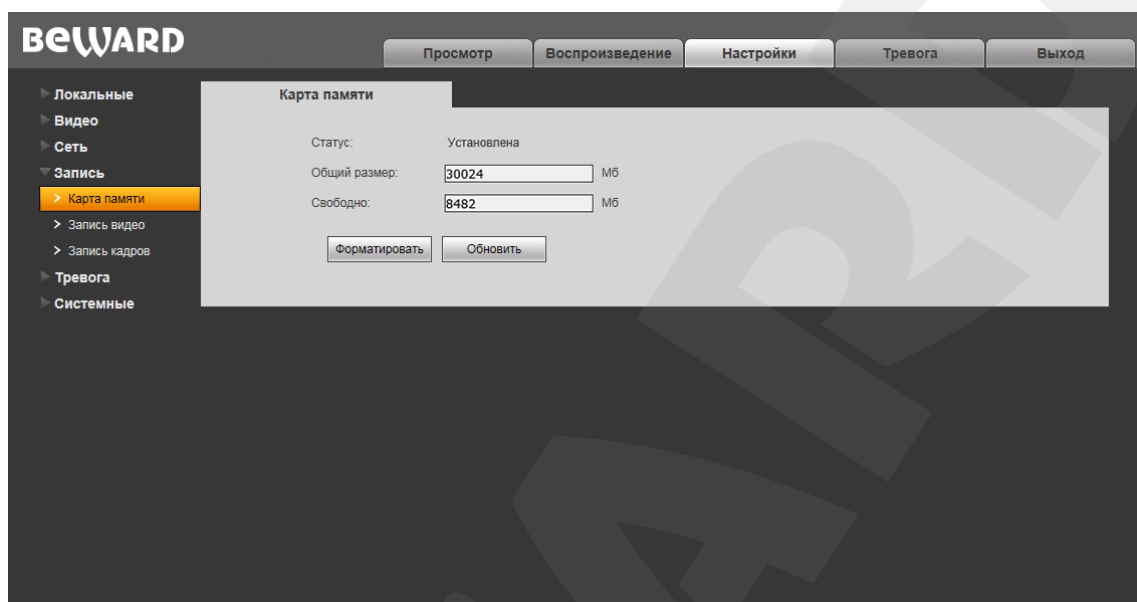 BEWARD
Просмотр Воспроизведение Настройки Тревога Выход
Локальные
Видео
Сеть
Запись
Карта памяти
Запись видео
Запись кадров
Тревога
Системные
Карта памяти
Статус: Установлена
Общий размер: 30024 Мб
Свободно: 8482 Мб
Форматировать Обновить